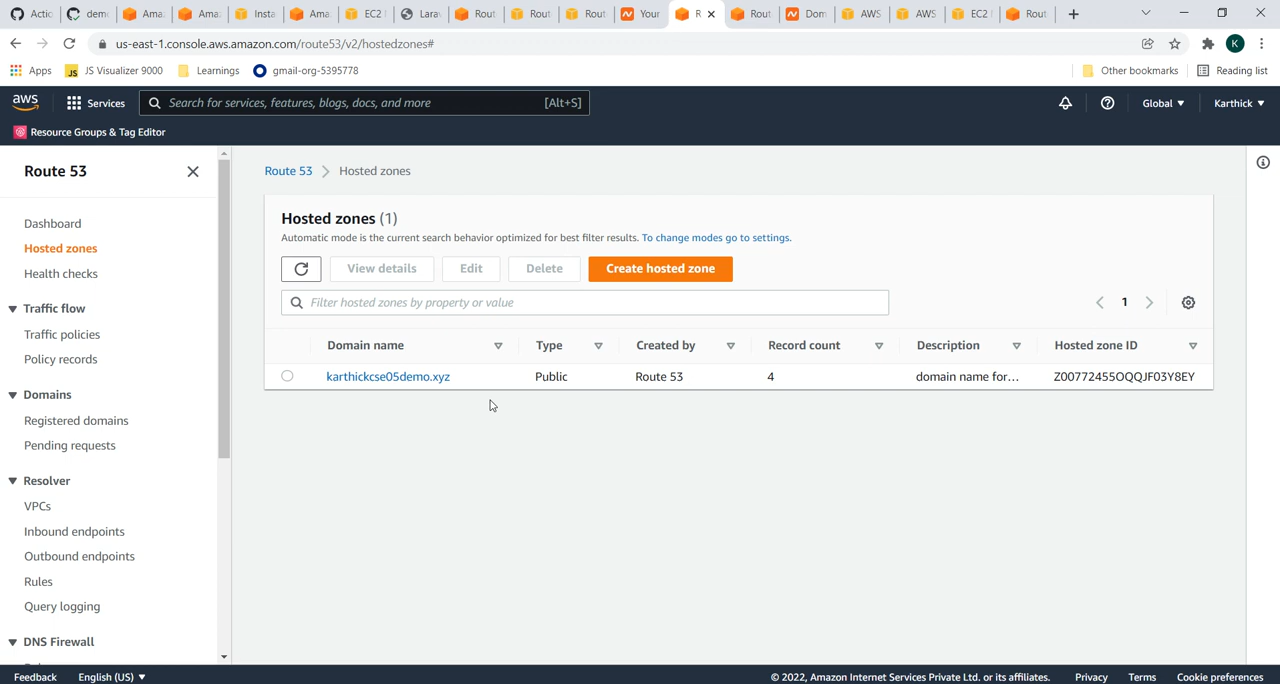 Actic
demo
Ama
Ama
Insta
Ama
EC2
Lara
Rout
Rout
Rout
Your
R
Rout
Dom
AWS
AWS
EC2
Rout
us-east-1.console.aws.amazon.com/route53/v2/hostedzones#
K
Apps
JS
JS Visualizer 9000
Learnings
gmail-org-5395778
Other bookmarks
Reading list
aws
Services
Search for services, features, blogs, docs, and more
[Alt+S]
Global
Karthick
Resource Groups & Tag Editor
Route 53
Route 53
Hosted zones
Dashboard
Hosted zones
Health checks
Traffic flow
Traffic policies
Policy records
Domains
Registered domains
Pending requests
Resolver
VPCs
Inbound endpoints
Outbound endpoints
Rules
Query logging
DNS Firewall
Hosted zones (1)
Automatic mode is the current search behavior optimized for best filter results. To change modes go to settings.
View details
Edit
Delete
Create hosted zone
Filter hosted zones by property or value
1
Domain name
Type
Created by
Record count
Description
Hosted zone ID
karthickcse05demo.xyz
Public
Route 53
4
domain name for...
Z00772455OQQJF03Y8EY
Feedback
English (US)
© 2022, Amazon Internet Services Private Ltd. or its affiliates.
Privacy
Terms
Cookie preferences